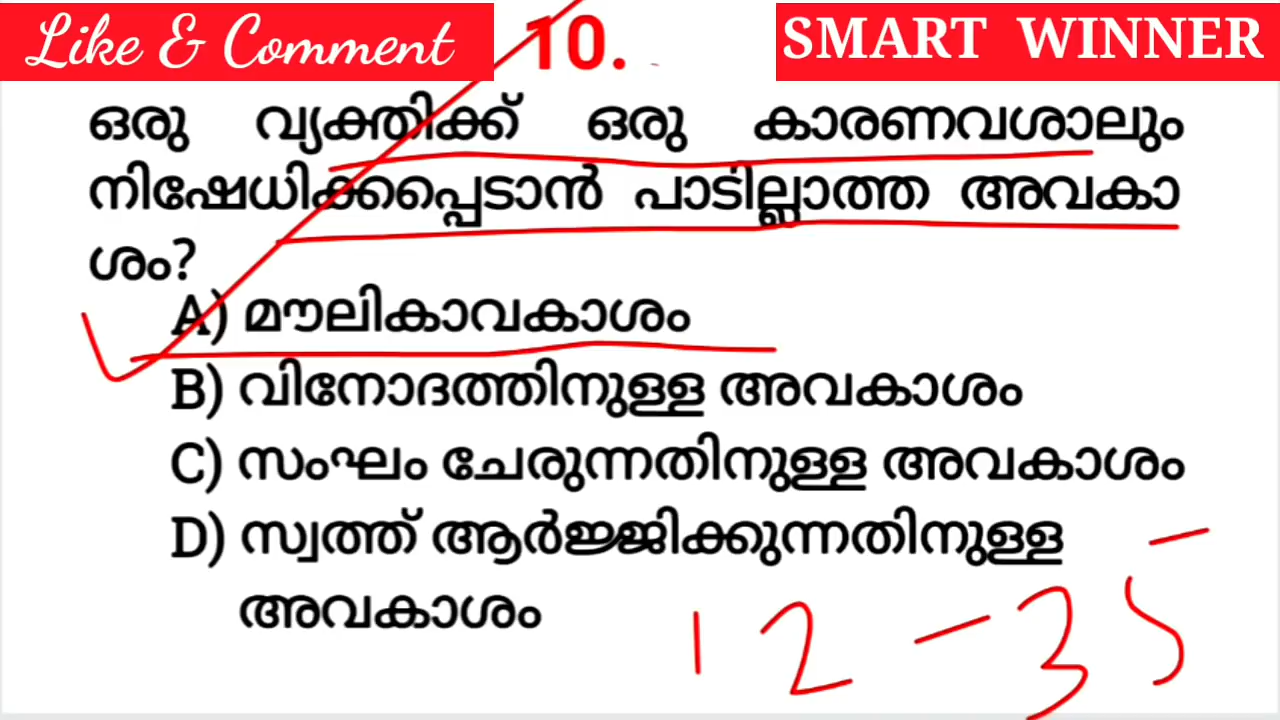 Like & Comment
10.
SMART WINNER
ഒരു വ്യക്തിക്ക് ഒരു കാരണവശാലും
നിഷേധിക്കപ്പെടാൻ പാടില്ലാത്ത അവകാ
ശം?
A) മൗലികാവകാശം
B) വിനോദത്തിനുള്ള അവകാശം
C) സംഘം ചേരുന്നതിനുള്ള അവകാശം
D) സ്വത്ത് ആർജ്ജിക്കുന്നതിനുള്ള
അവകാശം
12 - 35